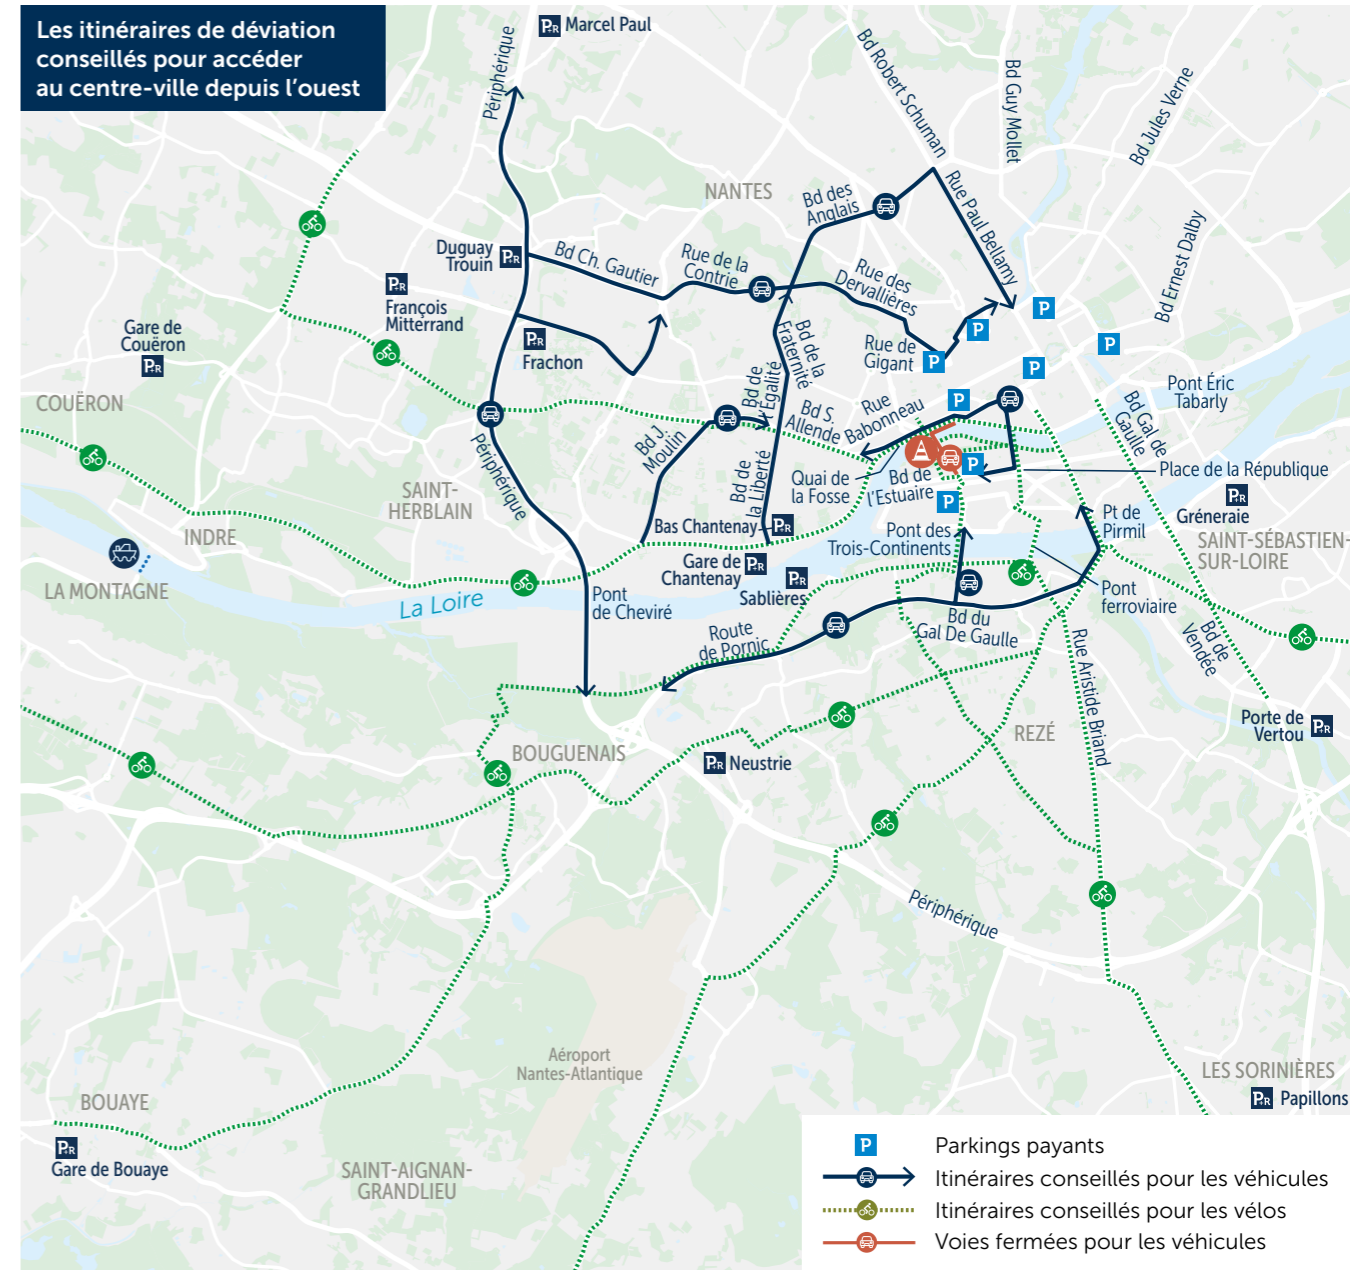 Les itinéraires de déviation
conseillés pour accéder
au centre-ville depuis l'ouest
P+R Marcel Paul
Périphérique
Bd Robert Schuman
Bd Guy Mollet
Bd Jules Verne
NANTES
Bd des
Anglais
Rue Paul Bellamy
Bd Ernest Dalby
Duguay
Trouin
P+R
Bd Ch. Gautier
Rue de la
Contrie
Rue des
Dervallières
P+R
François
Mitterrand
Gare de
Couëron
P+R
P+R
Frachon
Bd de la
Fraternité
Rue de
Gigant
P
P
P
P
P
P
P
P
Pont Éric
Tabarly
COUËRON
Bd de
l'Egalité
Bd S.
Allende
Rue
Babonneau
Bd Gal de
Gaulle
Bd J.
Moulin
Périphérique
Bd de
la Liberté
Quai de
la Fosse
Bd de
l'Estuaire
Place de la République
SAINT-
HERBLAIN
P+R
Gréneraie
Bas Chantenay
P+R
Pt de
Pirmil
INDRE
Pont des
Trois-Continents
SAINT-SÉBASTIEN-
SUR-LOIRE
Gare de
Chantenay
P+R
LA MONTAGNE
La Loire
P+R
Sablières
Pont
de Cheviré
Pont
ferroviaire
Route
de Pornic
Bd du
Gal De Gaulle
Bd de
Vendée
Rue Aristide Briand
Porte de
Vertou
P+R
REZÉ
BOUGUENAIS
P+R Neustrie
Périphérique
Aéroport
Nantes-Atlantique
LES SORINIÈRES
P+R Papillons
BOUAYE
P+R
Gare de Bouaye
SAINT-AIGNAN-
GRANDLIEU
P Parkings payants
Itinéraires conseillés pour les véhicules
Itinéraires conseillés pour les vélos
Voies fermées pour les véhicules